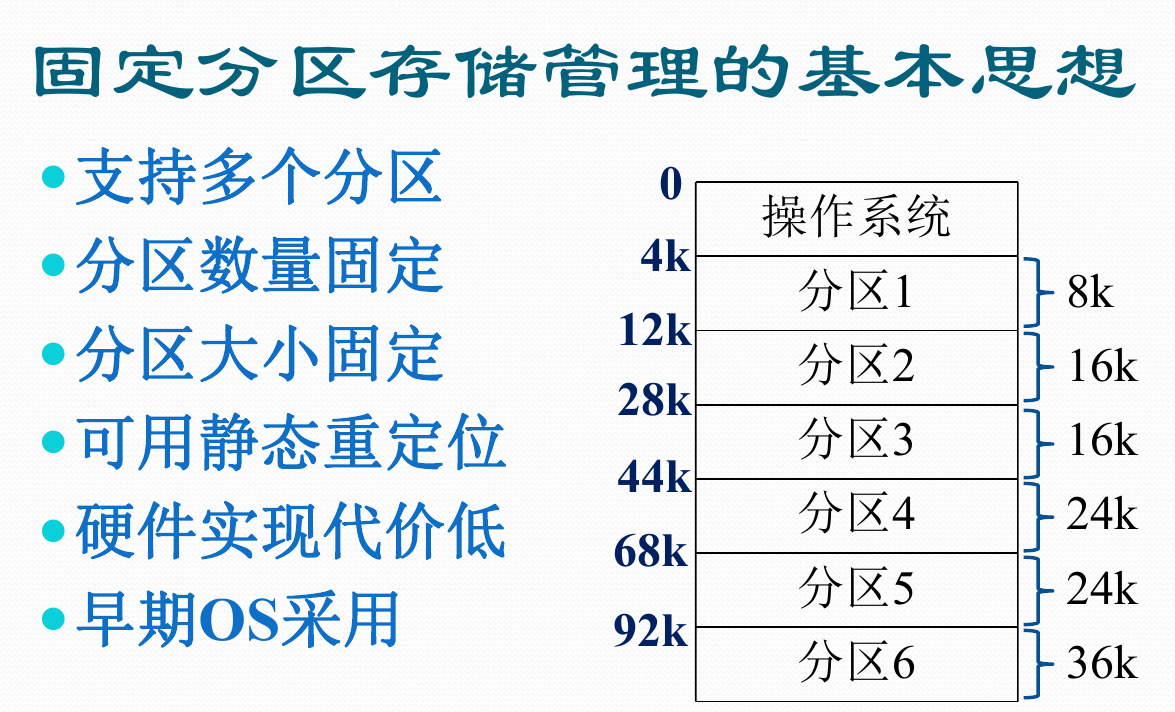 固定分区存储管理的基本思想
•支持多个分区
•分区数量固定
•分区大小固定
•可用静态重定位
•硬件实现代价低
•早期OS采用
0
操作系统
4k
分区1
8k
12k
分区2
16k
28k
分区3
16k
44k
分区4
24k
68k
分区5
24k
92k
分区6
36k